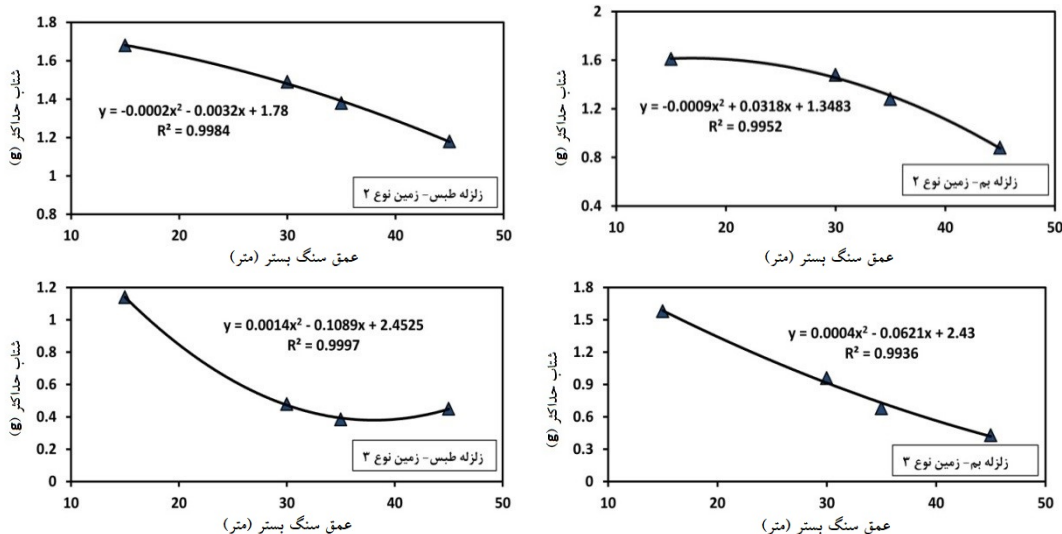 شتاب حداکثر (g)
1.8
1.6
1.4
1.2
1
0.8
y = -0.0002x² - 0.0032x + 1.78
R² = 0.9984
زلزله طبس- زمین نوع ۲
10 20 30 40 50
عمق سنگ بستر (متر)
شتاب حداکثر (g)
2
1.6
1.2
0.8
0.4
y = -0.0009x² + 0.0318x + 1.3483
R² = 0.9952
زلزله بم- زمین نوع ۲
10 20 30 40 50
عمق سنگ بستر (متر)
شتاب حداکثر (g)
1.2
1
0.8
0.6
0.4
0.2
0
y = 0.0014x² - 0.1089x + 2.4525
R² = 0.9997
زلزله طبس- زمین نوع ۳
10 20 30 40 50
عمق سنگ بستر (متر)
شتاب حداکثر (g)
1.8
1.5
1.2
0.9
0.6
0.3
0
y = 0.0004x² - 0.0621x + 2.43
R² = 0.9936
زلزله بم- زمین نوع ۳
10 20 30 40 50
عمق سنگ بستر (متر)